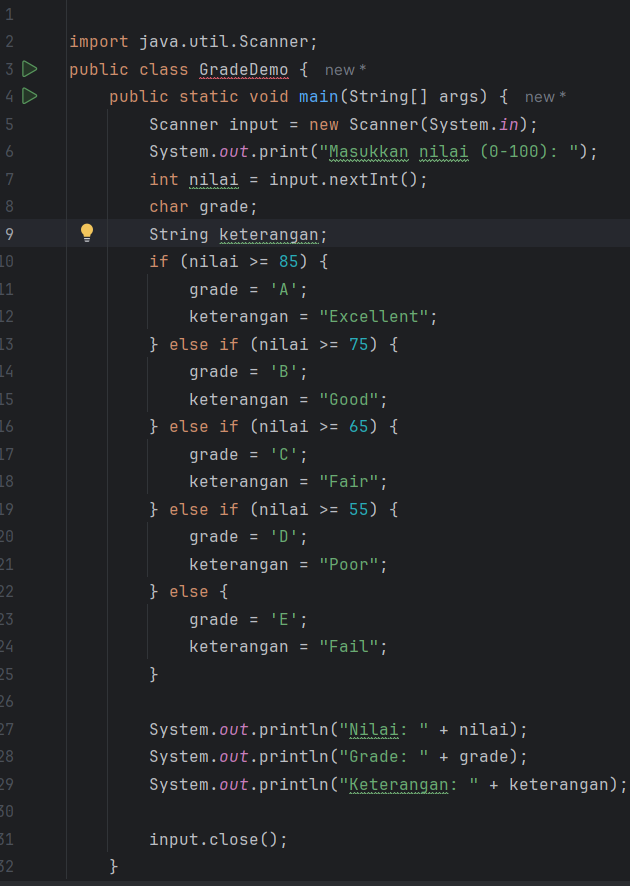 1
2 import java.util.Scanner;
3 public class GradeDemo { new *
4 public static void main(String[] args) { new *
5 Scanner input = new Scanner(System.in);
6 System.out.print("Masukkan nilai (0-100): ");
7 int nilai = input.nextInt();
8 char grade;
9 String keterangan;
10 if (nilai >= 85) {
11 grade = 'A';
12 keterangan = "Excellent";
13 } else if (nilai >= 75) {
14 grade = 'B';
15 keterangan = "Good";
16 } else if (nilai >= 65) {
17 grade = 'C';
18 keterangan = "Fair";
19 } else if (nilai >= 55) {
20 grade = 'D';
21 keterangan = "Poor";
22 } else {
23 grade = 'E';
24 keterangan = "Fail";
25 }
26
27 System.out.println("Nilai: " + nilai);
28 System.out.println("Grade: " + grade);
29 System.out.println("Keterangan: " + keterangan);
30
31 input.close();
32 }